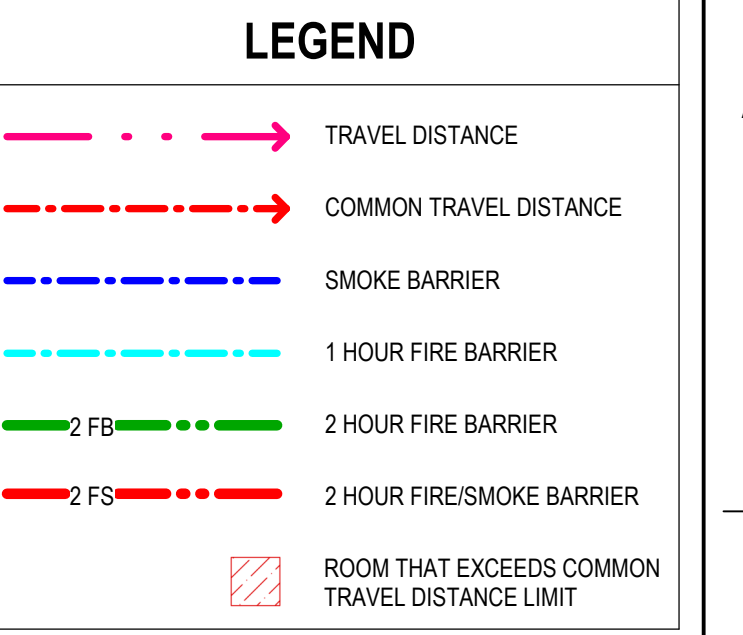 LEGEND
TRAVEL DISTANCE
COMMON TRAVEL DISTANCE
SMOKE BARRIER
1 HOUR FIRE BARRIER
2 FB 2 HOUR FIRE BARRIER
2 FS 2 HOUR FIRE/SMOKE BARRIER
ROOM THAT EXCEEDS COMMON
TRAVEL DISTANCE LIMIT